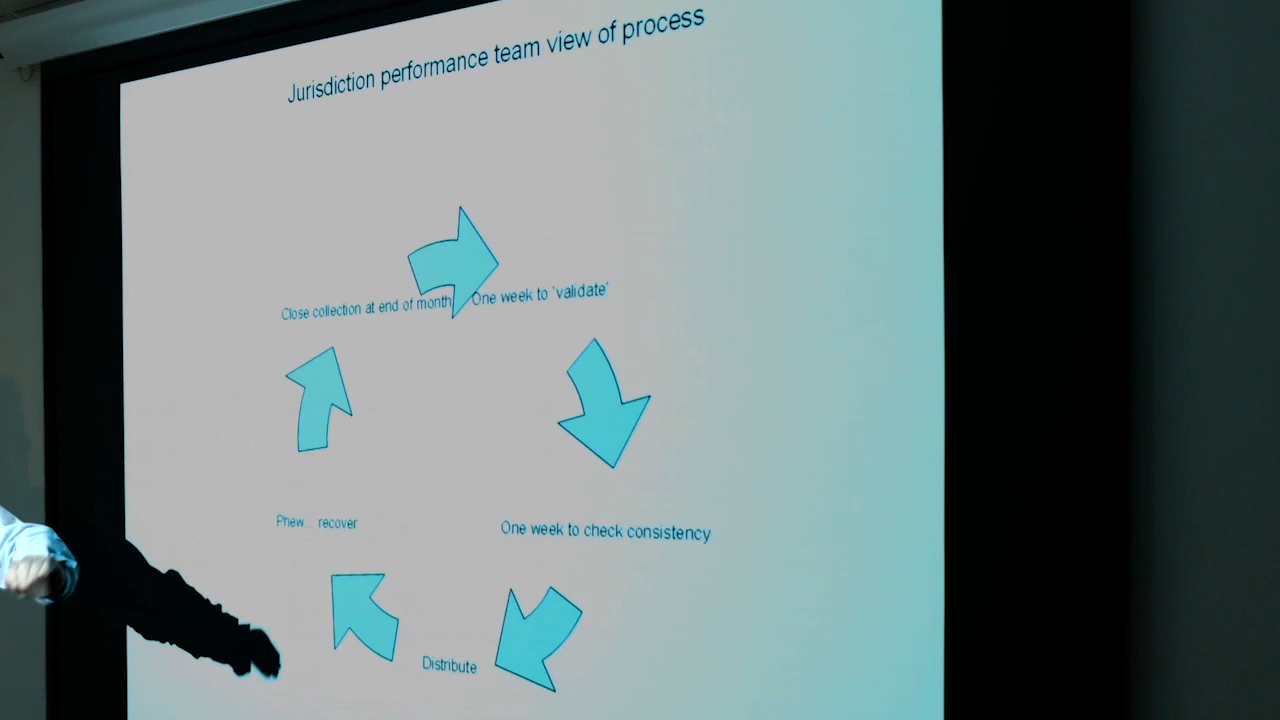 Jurisdiction performance team view of process
Close collection at end of month
One week to 'validate'
Phew... recover
One week to check consistency
Distribute